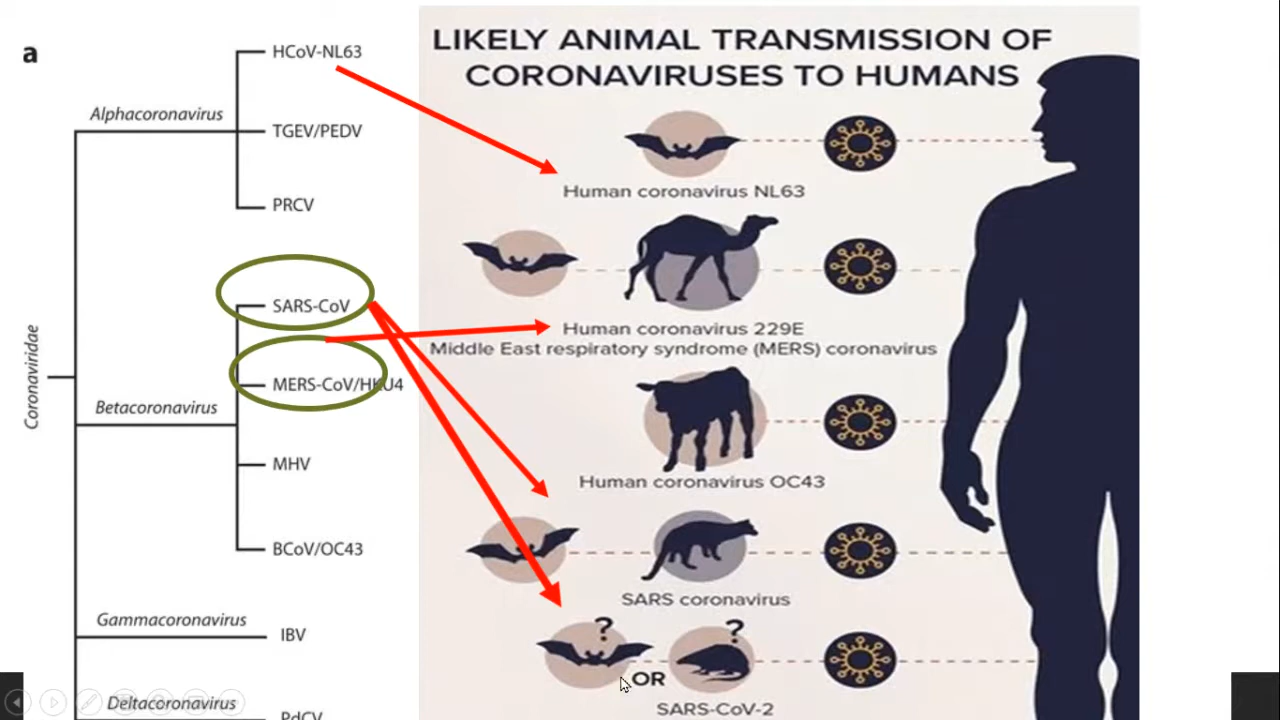 a
HCoV-NL63
Alphacoronavirus
TGEV/PEDV
PRCV
SARS-CoV
Coronaviridae
MERS-CoV/HKU4
Betacoronavirus
MHV
BCoV/OC43
Gammacoronavirus
IBV
Deltacoronavirus
PdCV
LIKELY ANIMAL TRANSMISSION OF
CORONAVIRUSES TO HUMANS
Human coronavirus NL63
Human coronavirus 229E
Middle East respiratory syndrome (MERS) coronavirus
Human coronavirus OC43
SARS coronavirus
? ?
OR
SARS-CoV-2